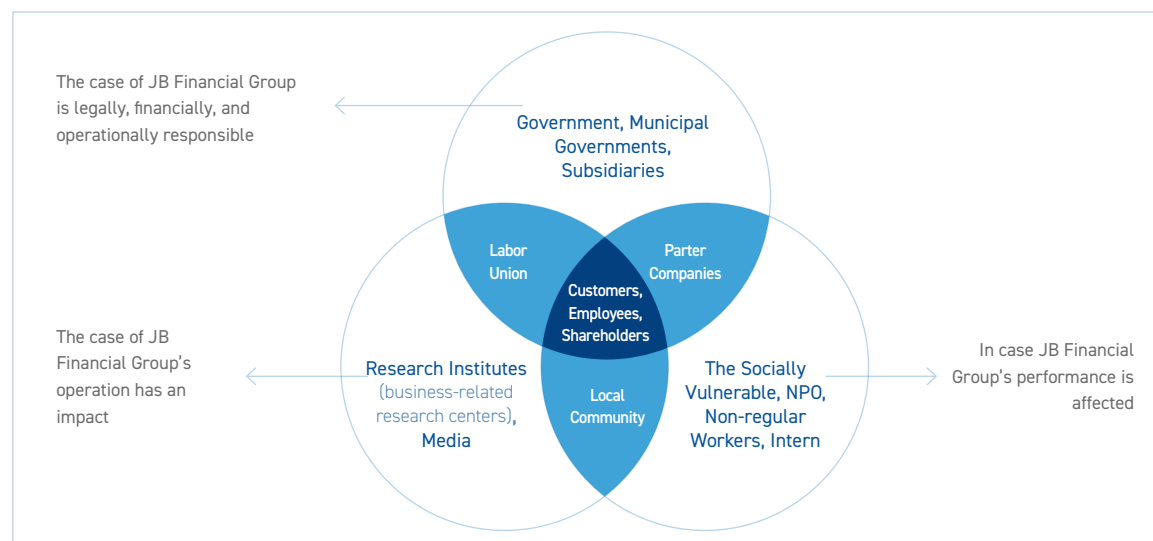 The case of JB Financial Group
is legally, financially, and
operationally responsible
Government, Municipal
Governments,
Subsidiaries
Labor
Union
Parter
Companies
Customers,
Employees,
Shareholders
The case of JB
Financial Group's
operation has an
impact
Research Institutes
(business-related
research centers),
Media
Local
Community
The Socially
Vulnerable, NPO,
Non-regular
Workers, Intern
In case JB Financial
Group's performance is
affected